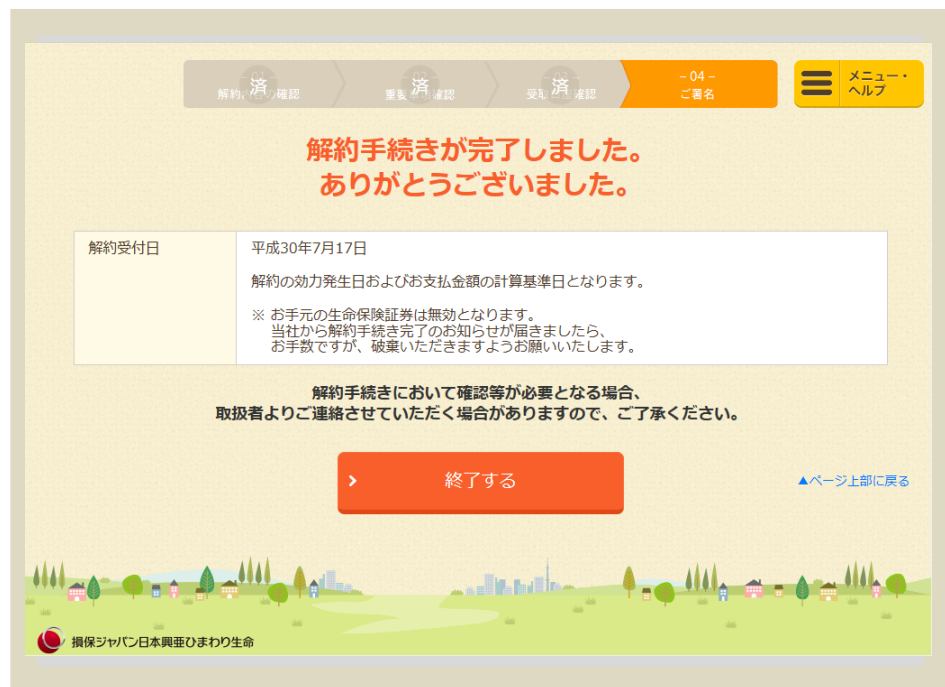 済
解約
確認
済
重要
確認
済
受取
確認
– 04 –
ご署名
メニュー・
ヘルプ
解約手続きが完了しました。
ありがとうございました。
解約受付日
平成30年7月17日
解約の効力発生日およびお支払金額の計算基準日となります。
※ お手元の生命保険証券は無効となります。
当社から解約手続き完了のお知らせが届きましたら、
お手数ですが、破棄いただきますようお願いいたします。
解約手続きにおいて確認等が必要となる場合、
取扱者よりご連絡させていただく場合がありますので、ご了承ください。
終了する
▲ページ上部に戻る
損保ジャパン日本興亜ひまわり生命